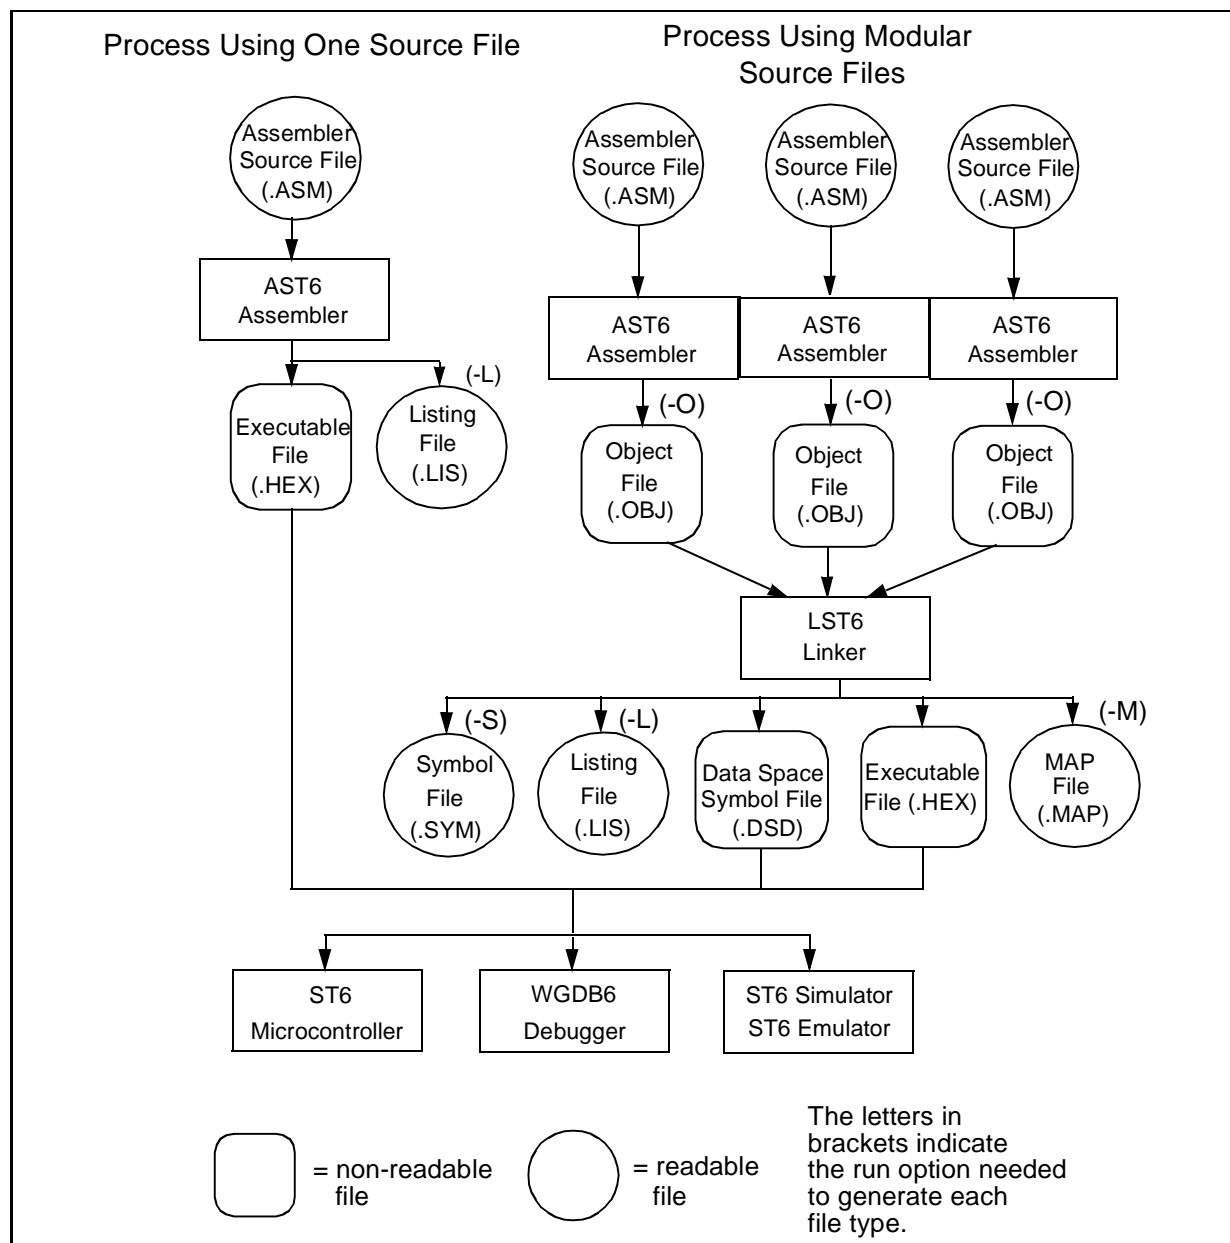 Process Using One Source File
Process Using Modular
Source Files
Assembler
Source File
(.ASM)
Assembler
Source File
(.ASM)
Assembler
Source File
(.ASM)
Assembler
Source File
(.ASM)
AST6
Assembler
AST6
Assembler
AST6
Assembler
AST6
Assembler
(-L)
Executable
File
(.HEX)
Listing
File
(.LIS)
(-O)
(-O)
(-O)
Object
File
(.OBJ)
Object
File
(.OBJ)
Object
File
(.OBJ)
LST6
Linker
(-S)
(-L)
(-M)
Symbol
File
(.SYM)
Listing
File
(.LIS)
Data Space
Symbol File
(.DSD)
Executable
File (.HEX)
MAP
File
(.MAP)
ST6
Microcontroller
WGDB6
Debugger
ST6 Simulator
ST6 Emulator
= non-readable
file
= readable
file
The letters in
brackets indicate
the run option needed
to generate each
file type.